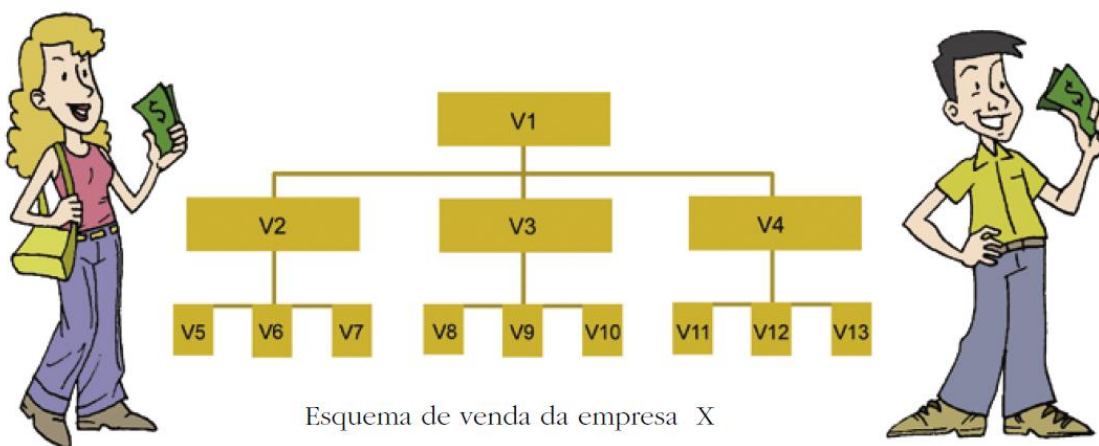 V1
V2 V3 V4
V5 V6 V7 V8 V9 V10 V11 V12 V13
$ $
Esquema de venda da empresa X